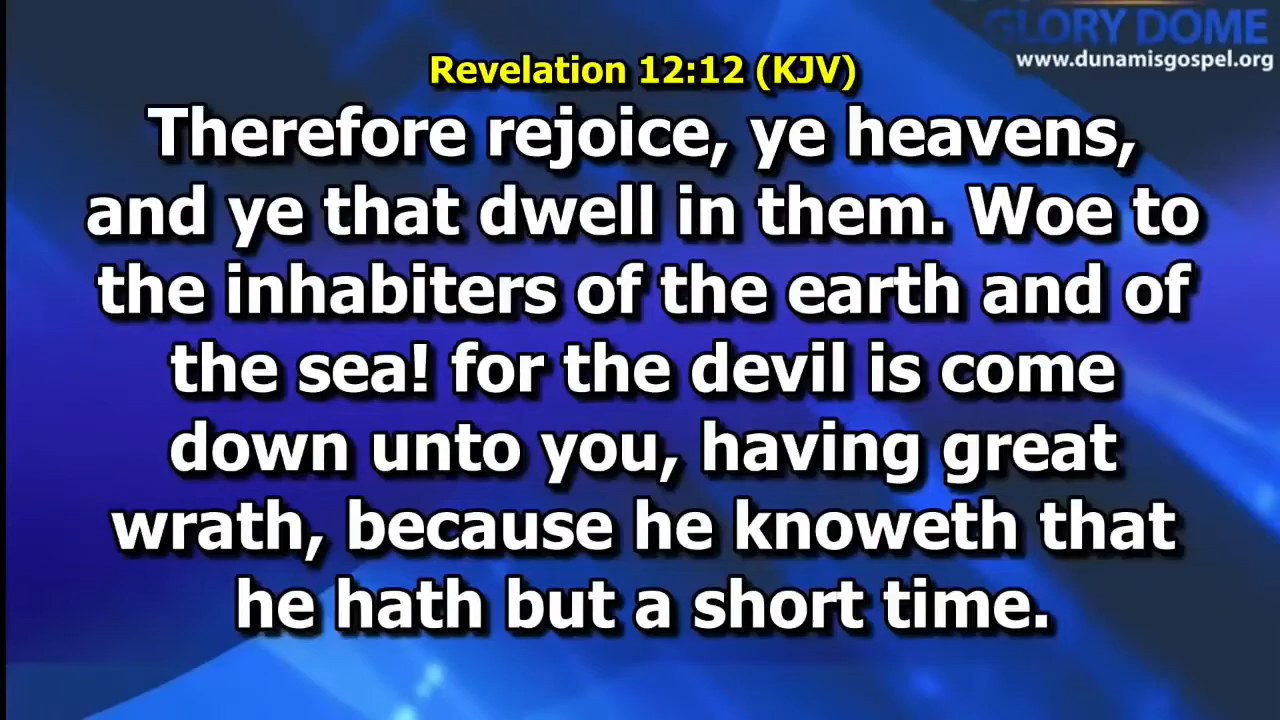 GLORY DOME
www.dunamisgospel.org
Revelation 12:12 (KJV)
Therefore rejoice, ye heavens,
and ye that dwell in them. Woe to
the inhabiters of the earth and of
the sea! for the devil is come
down unto you, having great
wrath, because he knoweth that
he hath but a short time.